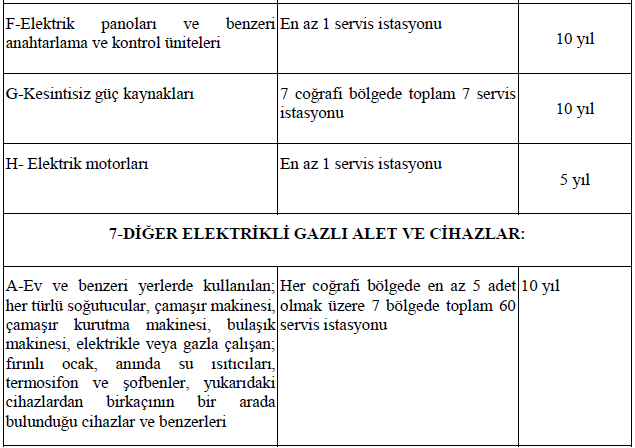 F-Elektrik panoları ve benzeri
anahtarlama ve kontrol üniteleri
En az 1 servis istasyonu
10 yıl
G-Kesintisiz güç kaynakları
7 coğrafi bölgede toplam 7 servis
istasyonu
10 yıl
H- Elektrik motorları
En az 1 servis istasyonu
5 yıl
7-DİĞER ELEKTRİKLİ GAZLI ALET VE CİHAZLAR:
A-Ev ve benzeri yerlerde kullanılan;
her türlü soğutucular, çamaşır makinesi,
çamaşır kurutma makinesi, bulaşık
makinesi, elektrikle veya gazla çalışan;
fırınlı ocak, anında su ısıtıcıları,
termosifon ve şofbenler, yukarıdaki
cihazlardan birkaçının bir arada
bulunduğu cihazlar ve benzerleri
Her coğrafi bölgede en az 5 adet
olmak üzere 7 bölgede toplam 60
servis istasyonu
10 yıl